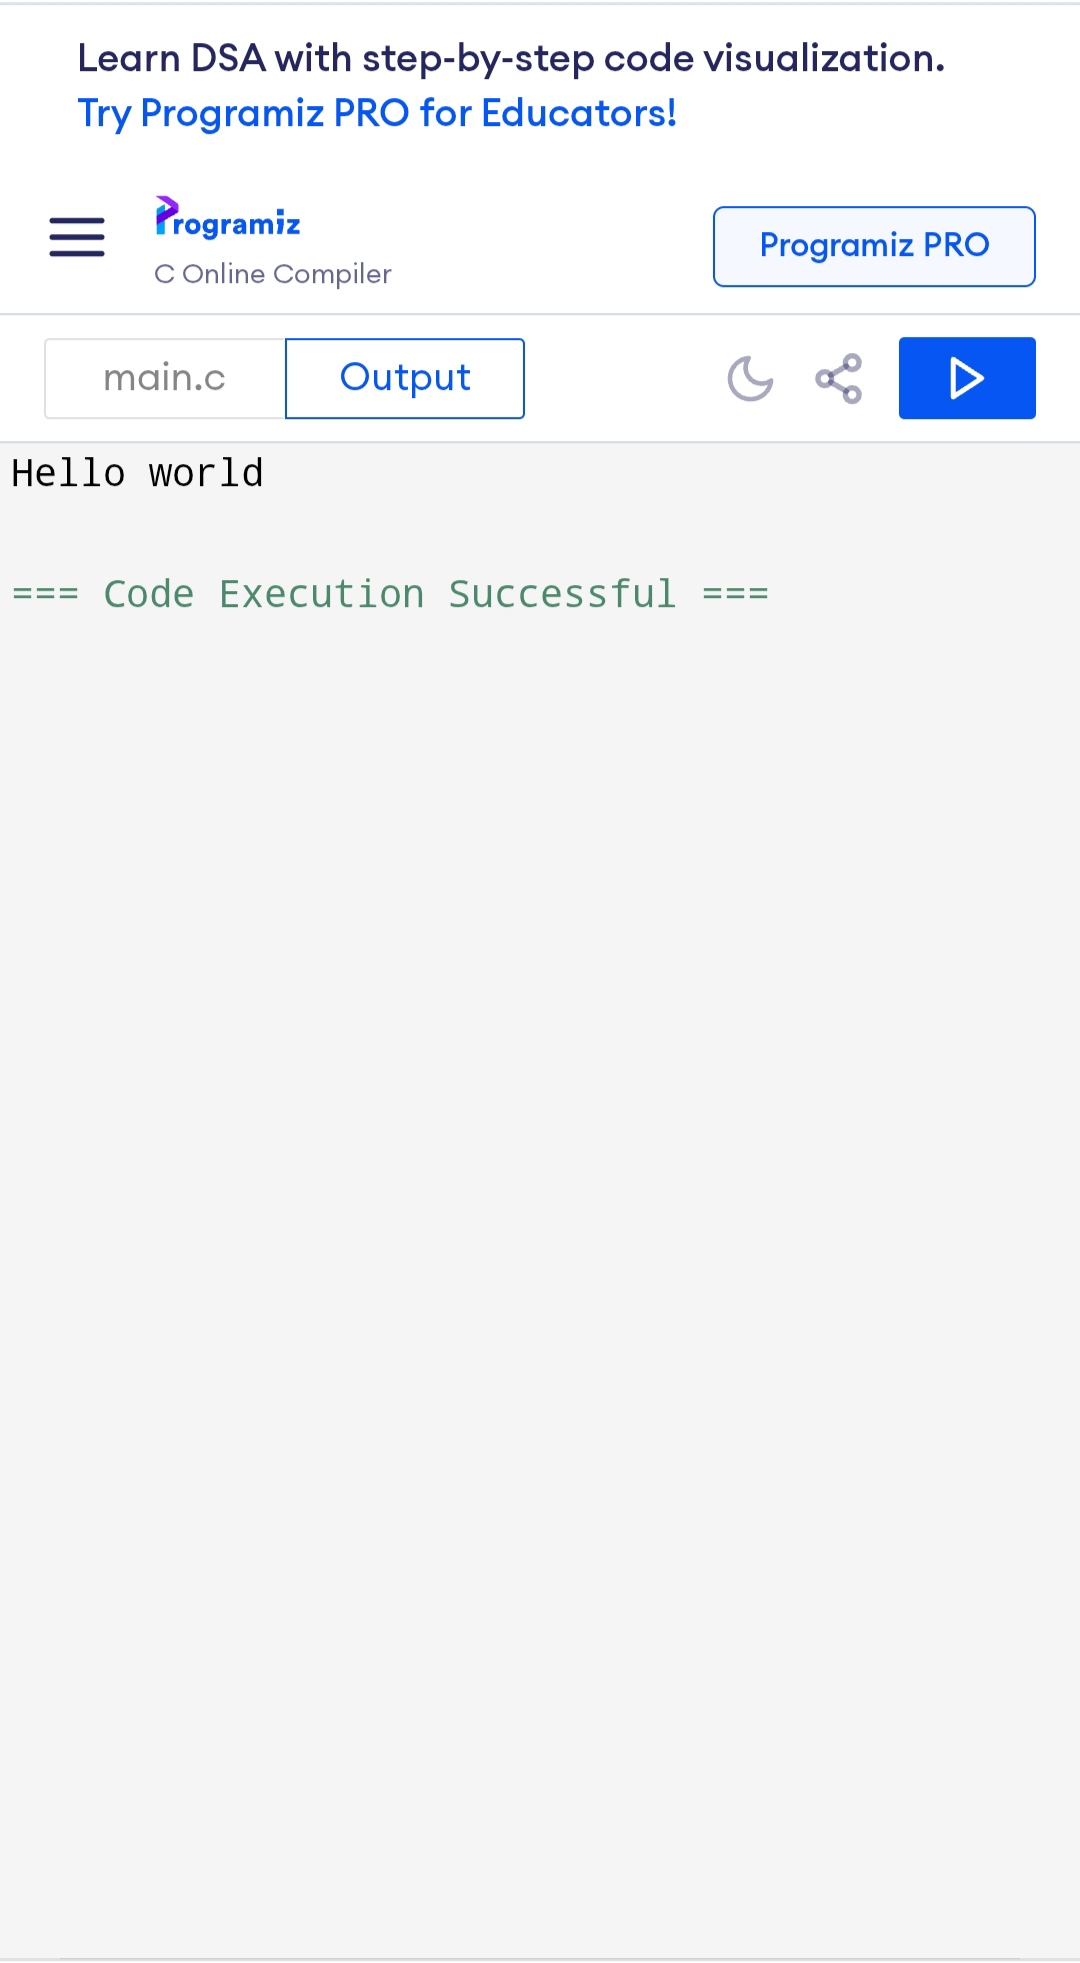 Learn DSA with step-by-step code visualization.
Try Programiz PRO for Educators!
Programiz
C Online Compiler
Programiz PRO
main.c
Output
Hello world
=== Code Execution Successful ===